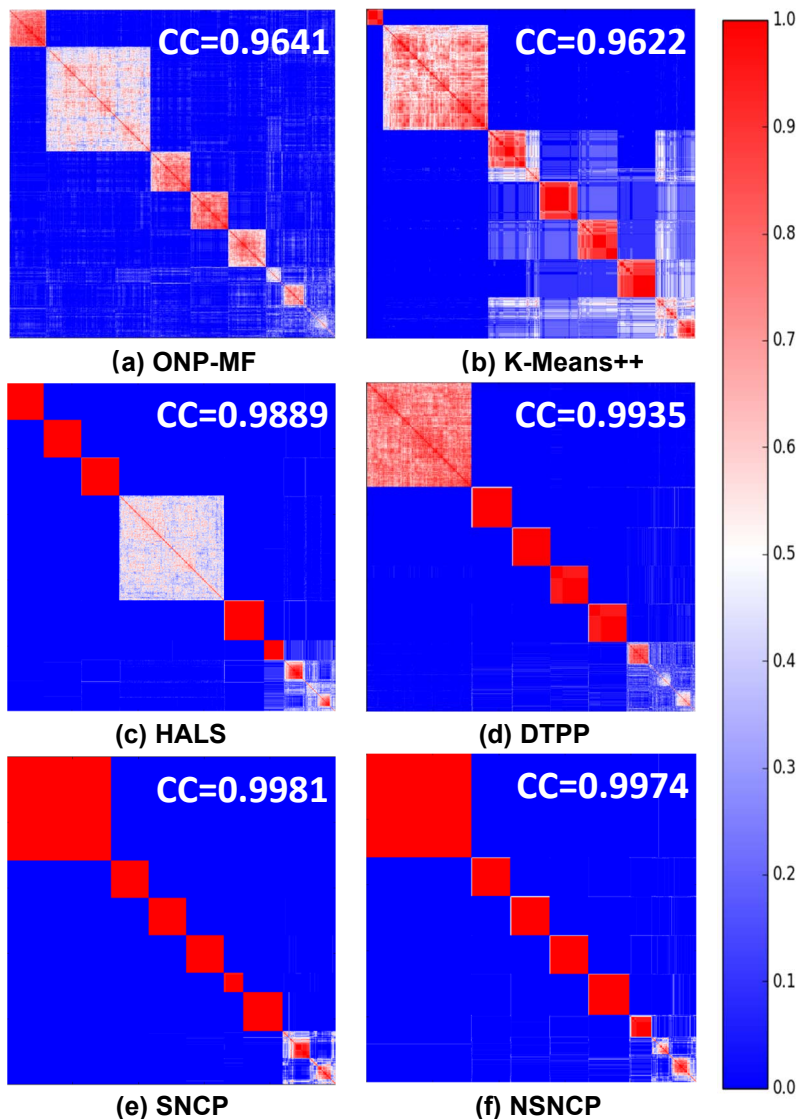 CC=0.9641
(a) ONP-MF
CC=0.9622
(b) K-Means++
CC=0.9889
(c) HALS
CC=0.9935
(d) DTPP
CC=0.9981
(e) SNCP
CC=0.9974
(f) NSNCP
1.0
0.9
0.8
0.7
0.6
0.5
0.4
0.3
0.2
0.1
0.0